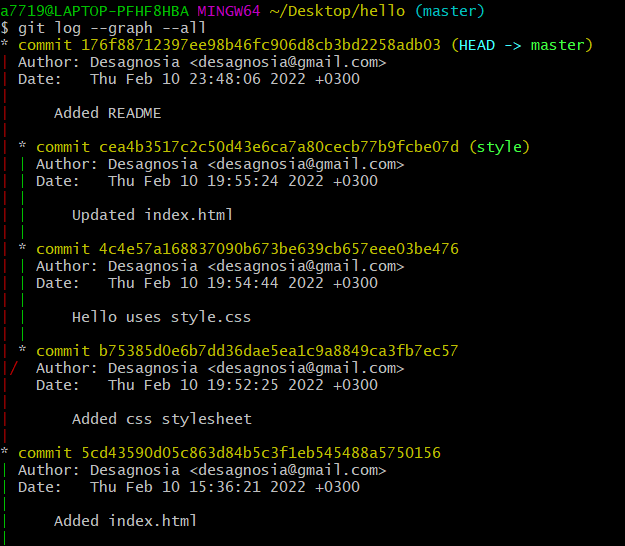 a7719@LAPTOP-PFHF8HBA MINGW64 ~/Desktop/hello (master)
$ git log --graph --all
* commit 176f88712397ee98b46fc906d8cb3bd2258adb03 (HEAD -> master)
| Author: Desagnosia <desagnosia@gmail.com>
| Date:   Thu Feb 10 23:48:06 2022 +0300
|
|     Added README
|
| * commit cea4b3517c2c50d43e6ca7a80cecb77b9fcbe07d (style)
| | Author: Desagnosia <desagnosia@gmail.com>
| | Date:   Thu Feb 10 19:55:24 2022 +0300
| |
| |     Updated index.html
| |
| * commit 4c4e57a168837090b673be639cb657eee03be476
| | Author: Desagnosia <desagnosia@gmail.com>
| | Date:   Thu Feb 10 19:54:44 2022 +0300
| |
| |     Hello uses style.css
| |
| * commit b75385d0e6b7dd36dae5ea1c9a8849ca3fb7ec57
|/  Author: Desagnosia <desagnosia@gmail.com>
|   Date:   Thu Feb 10 19:52:25 2022 +0300
|
|       Added css stylesheet
|
* commit 5cd43590d05c863d84b5c3f1eb545488a5750156
| Author: Desagnosia <desagnosia@gmail.com>
| Date:   Thu Feb 10 15:36:21 2022 +0300
|
|     Added index.html
|